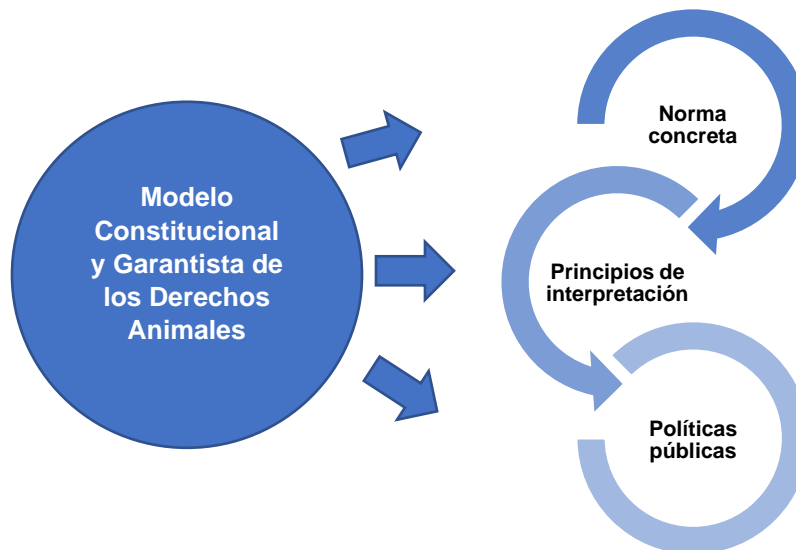 Modelo
Constitucional
y Garantista de
los Derechos
Animales
Norma
concreta
Principios de
interpretación
Políticas
públicas